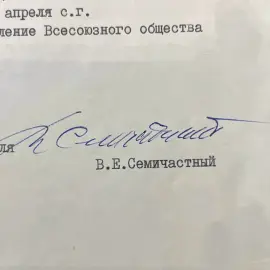 апреля с.г.
ление Всесоюзного общества
ля
В.Е.Семичастный